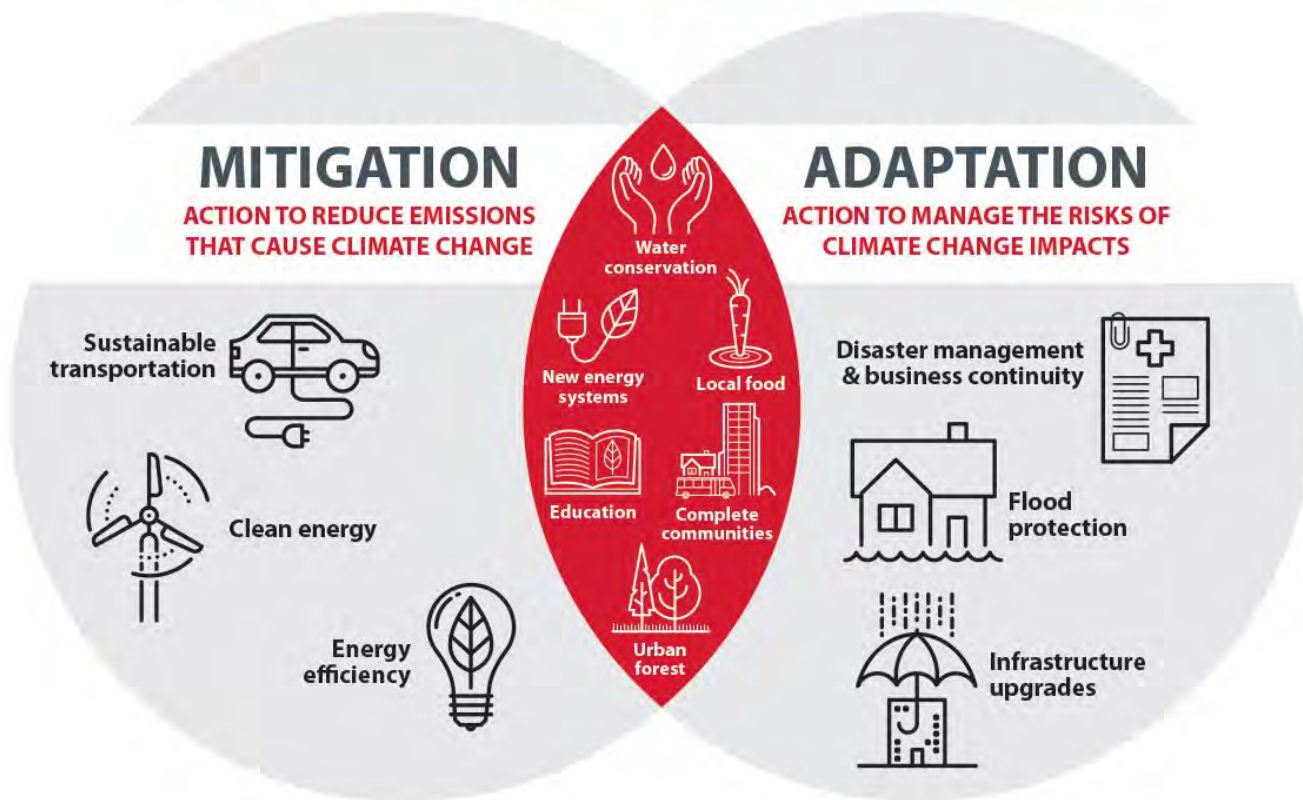 MITIGATION
ACTION TO REDUCE EMISSIONS
THAT CAUSE CLIMATE CHANGE
Sustainable
transportation
Clean energy
Energy
efficiency
Water
conservation
New energy
systems
Local food
Education
Complete
communities
Urban
forest
ADAPTATION
ACTION TO MANAGE THE RISKS OF
CLIMATE CHANGE IMPACTS
Disaster management
& business continuity
Flood
protection
Infrastructure
upgrades